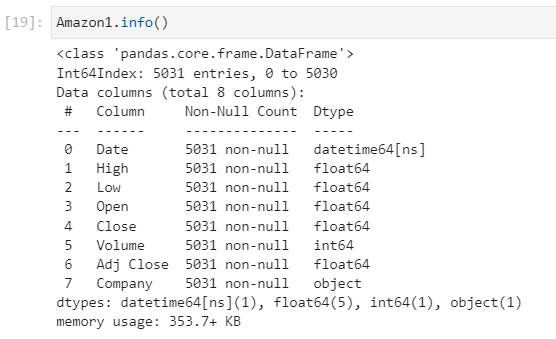 [19]: Amazon1.info()
<class 'pandas.core.frame.DataFrame'>
Int64Index: 5031 entries, 0 to 5030
Data columns (total 8 columns):
 #   Column     Non-Null Count  Dtype
---  ------     --------------  -----
 0   Date       5031 non-null   datetime64[ns]
 1   High       5031 non-null   float64
 2   Low        5031 non-null   float64
 3   Open       5031 non-null   float64
 4   Close      5031 non-null   float64
 5   Volume     5031 non-null   int64
 6   Adj Close  5031 non-null   float64
 7   Company    5031 non-null   object
dtypes: datetime64[ns](1), float64(5), int64(1), object(1)
memory usage: 353.7+ KB